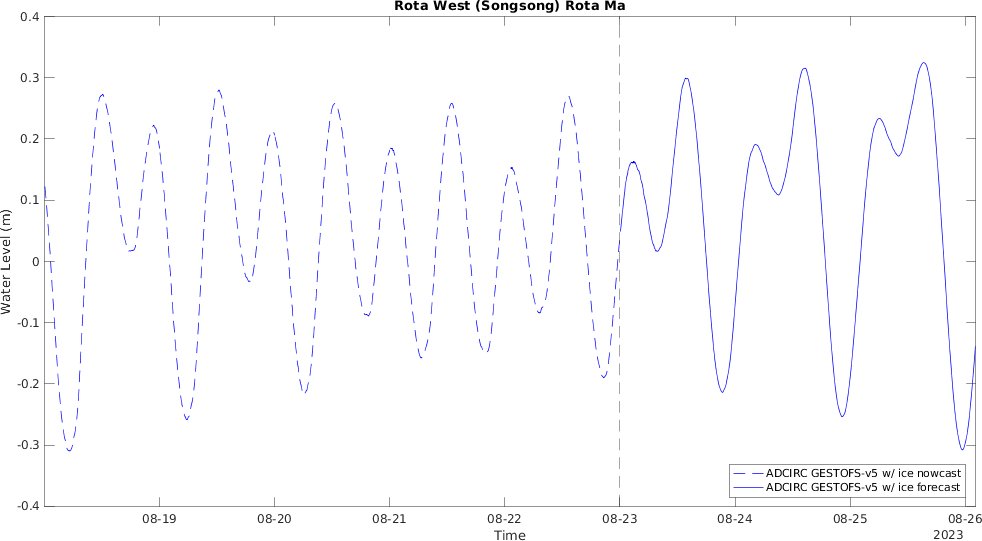 Rota West (Songsong) Rota Ma
0.4
0.3
0.2
0.1
0
-0.1
-0.2
-0.3
-0.4
Water Level (m)
ADCIRC GESTOFS-v5 w/ ice nowcast
ADCIRC GESTOFS-v5 w/ ice forecast
08-19 08-20 08-21 08-22 08-23 08-24 08-25 08-26
Time
2023